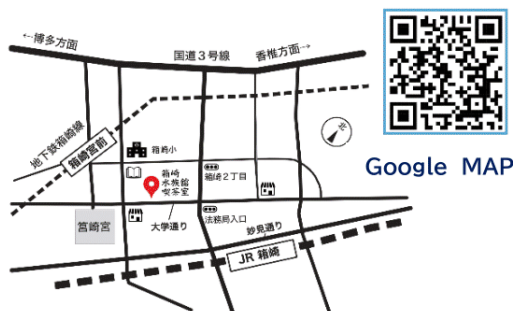 ←博多方面
国道３号線
香椎方面→
地下鉄箱崎線
箱崎宮前
箱崎小
北
箱崎
水族館
喫茶室
箱崎２丁目
筥崎宮
大学通り
法務局入口
妙見通り
JR 箱崎
Google MAP